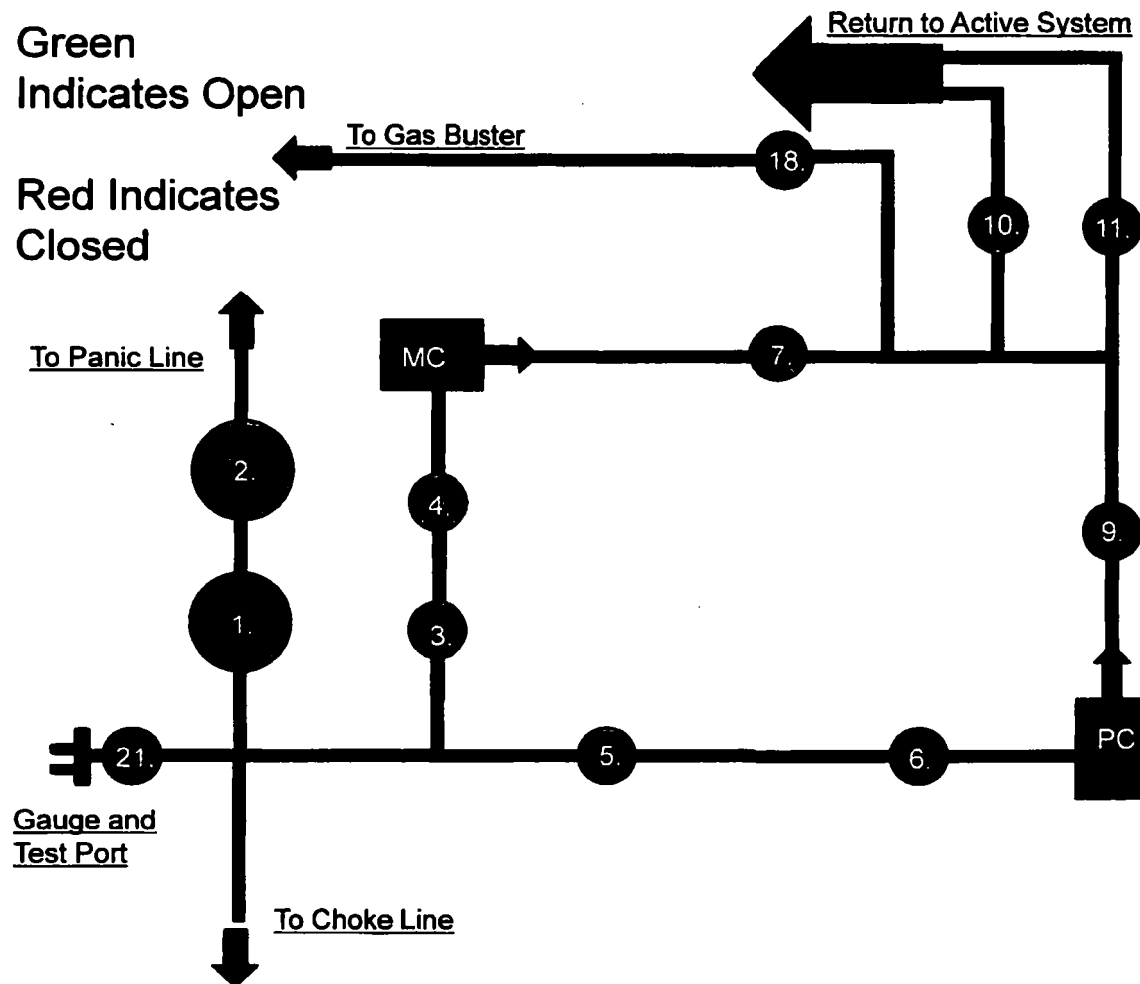 Green
Indicates Open
Red Indicates
Closed
Return to Active System
To Gas Buster
18.
10.
11.
To Panic Line
MC
7.
2.
4.
9.
1.
3.
21.
5.
6.
PC
Gauge and
Test Port
To Choke Line